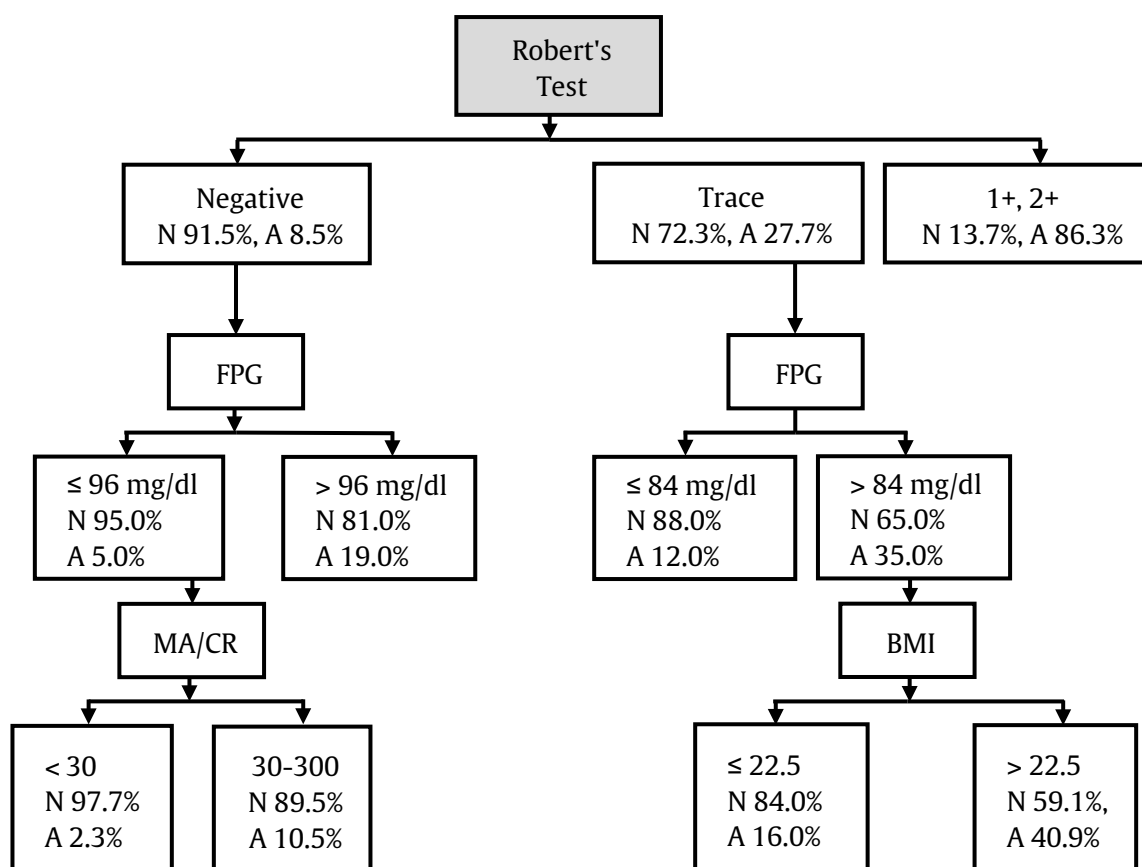 Robert's
Test
Negative
N 91.5%, A 8.5%
Trace
N 72.3%, A 27.7%
1+, 2+
N 13.7%, A 86.3%
FPG
FPG
≤ 96 mg/dl
N 95.0%
A 5.0%
> 96 mg/dl
N 81.0%
A 19.0%
≤ 84 mg/dl
N 88.0%
A 12.0%
> 84 mg/dl
N 65.0%
A 35.0%
MA/CR
BMI
< 30
N 97.7%
A 2.3%
30-300
N 89.5%
A 10.5%
≤ 22.5
N 84.0%
A 16.0%
> 22.5
N 59.1%,
A 40.9%